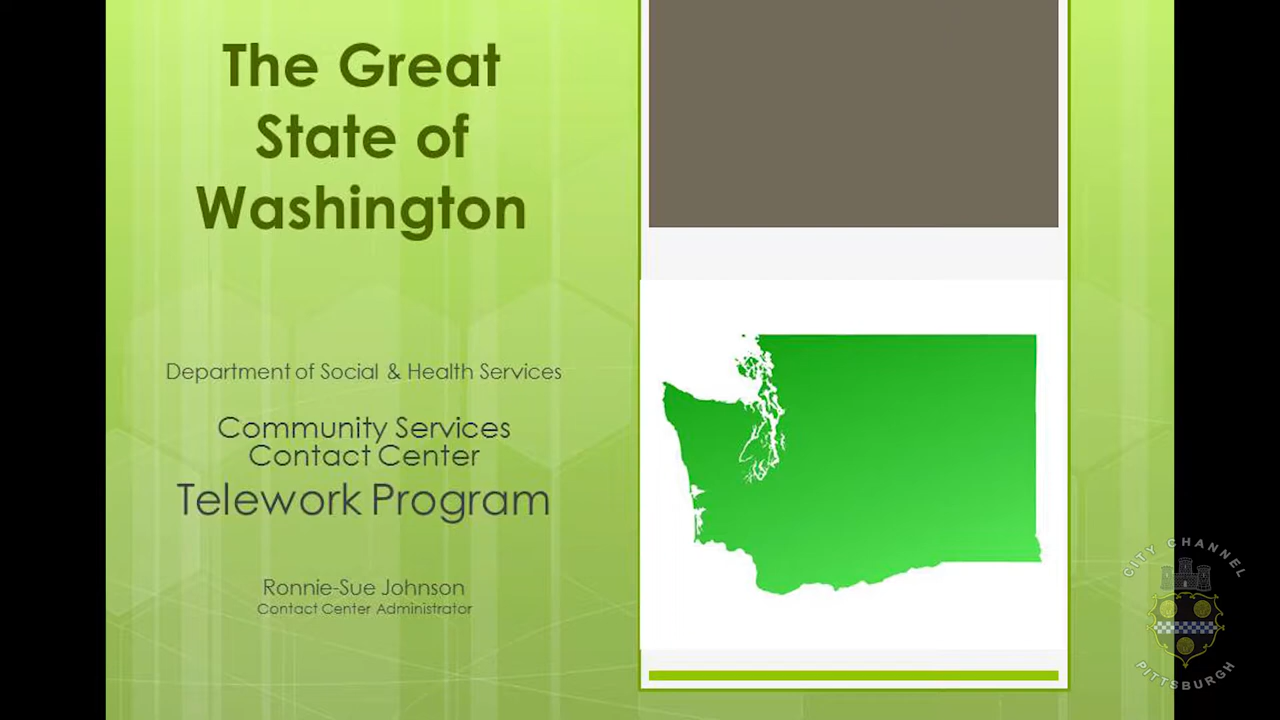 The Great
State of
Washington
Department of Social & Health Services
Community Services
Contact Center
Telework Program
Ronnie-Sue Johnson
Contact Center Administrator
CITY CHANNEL
PITTSBURGH